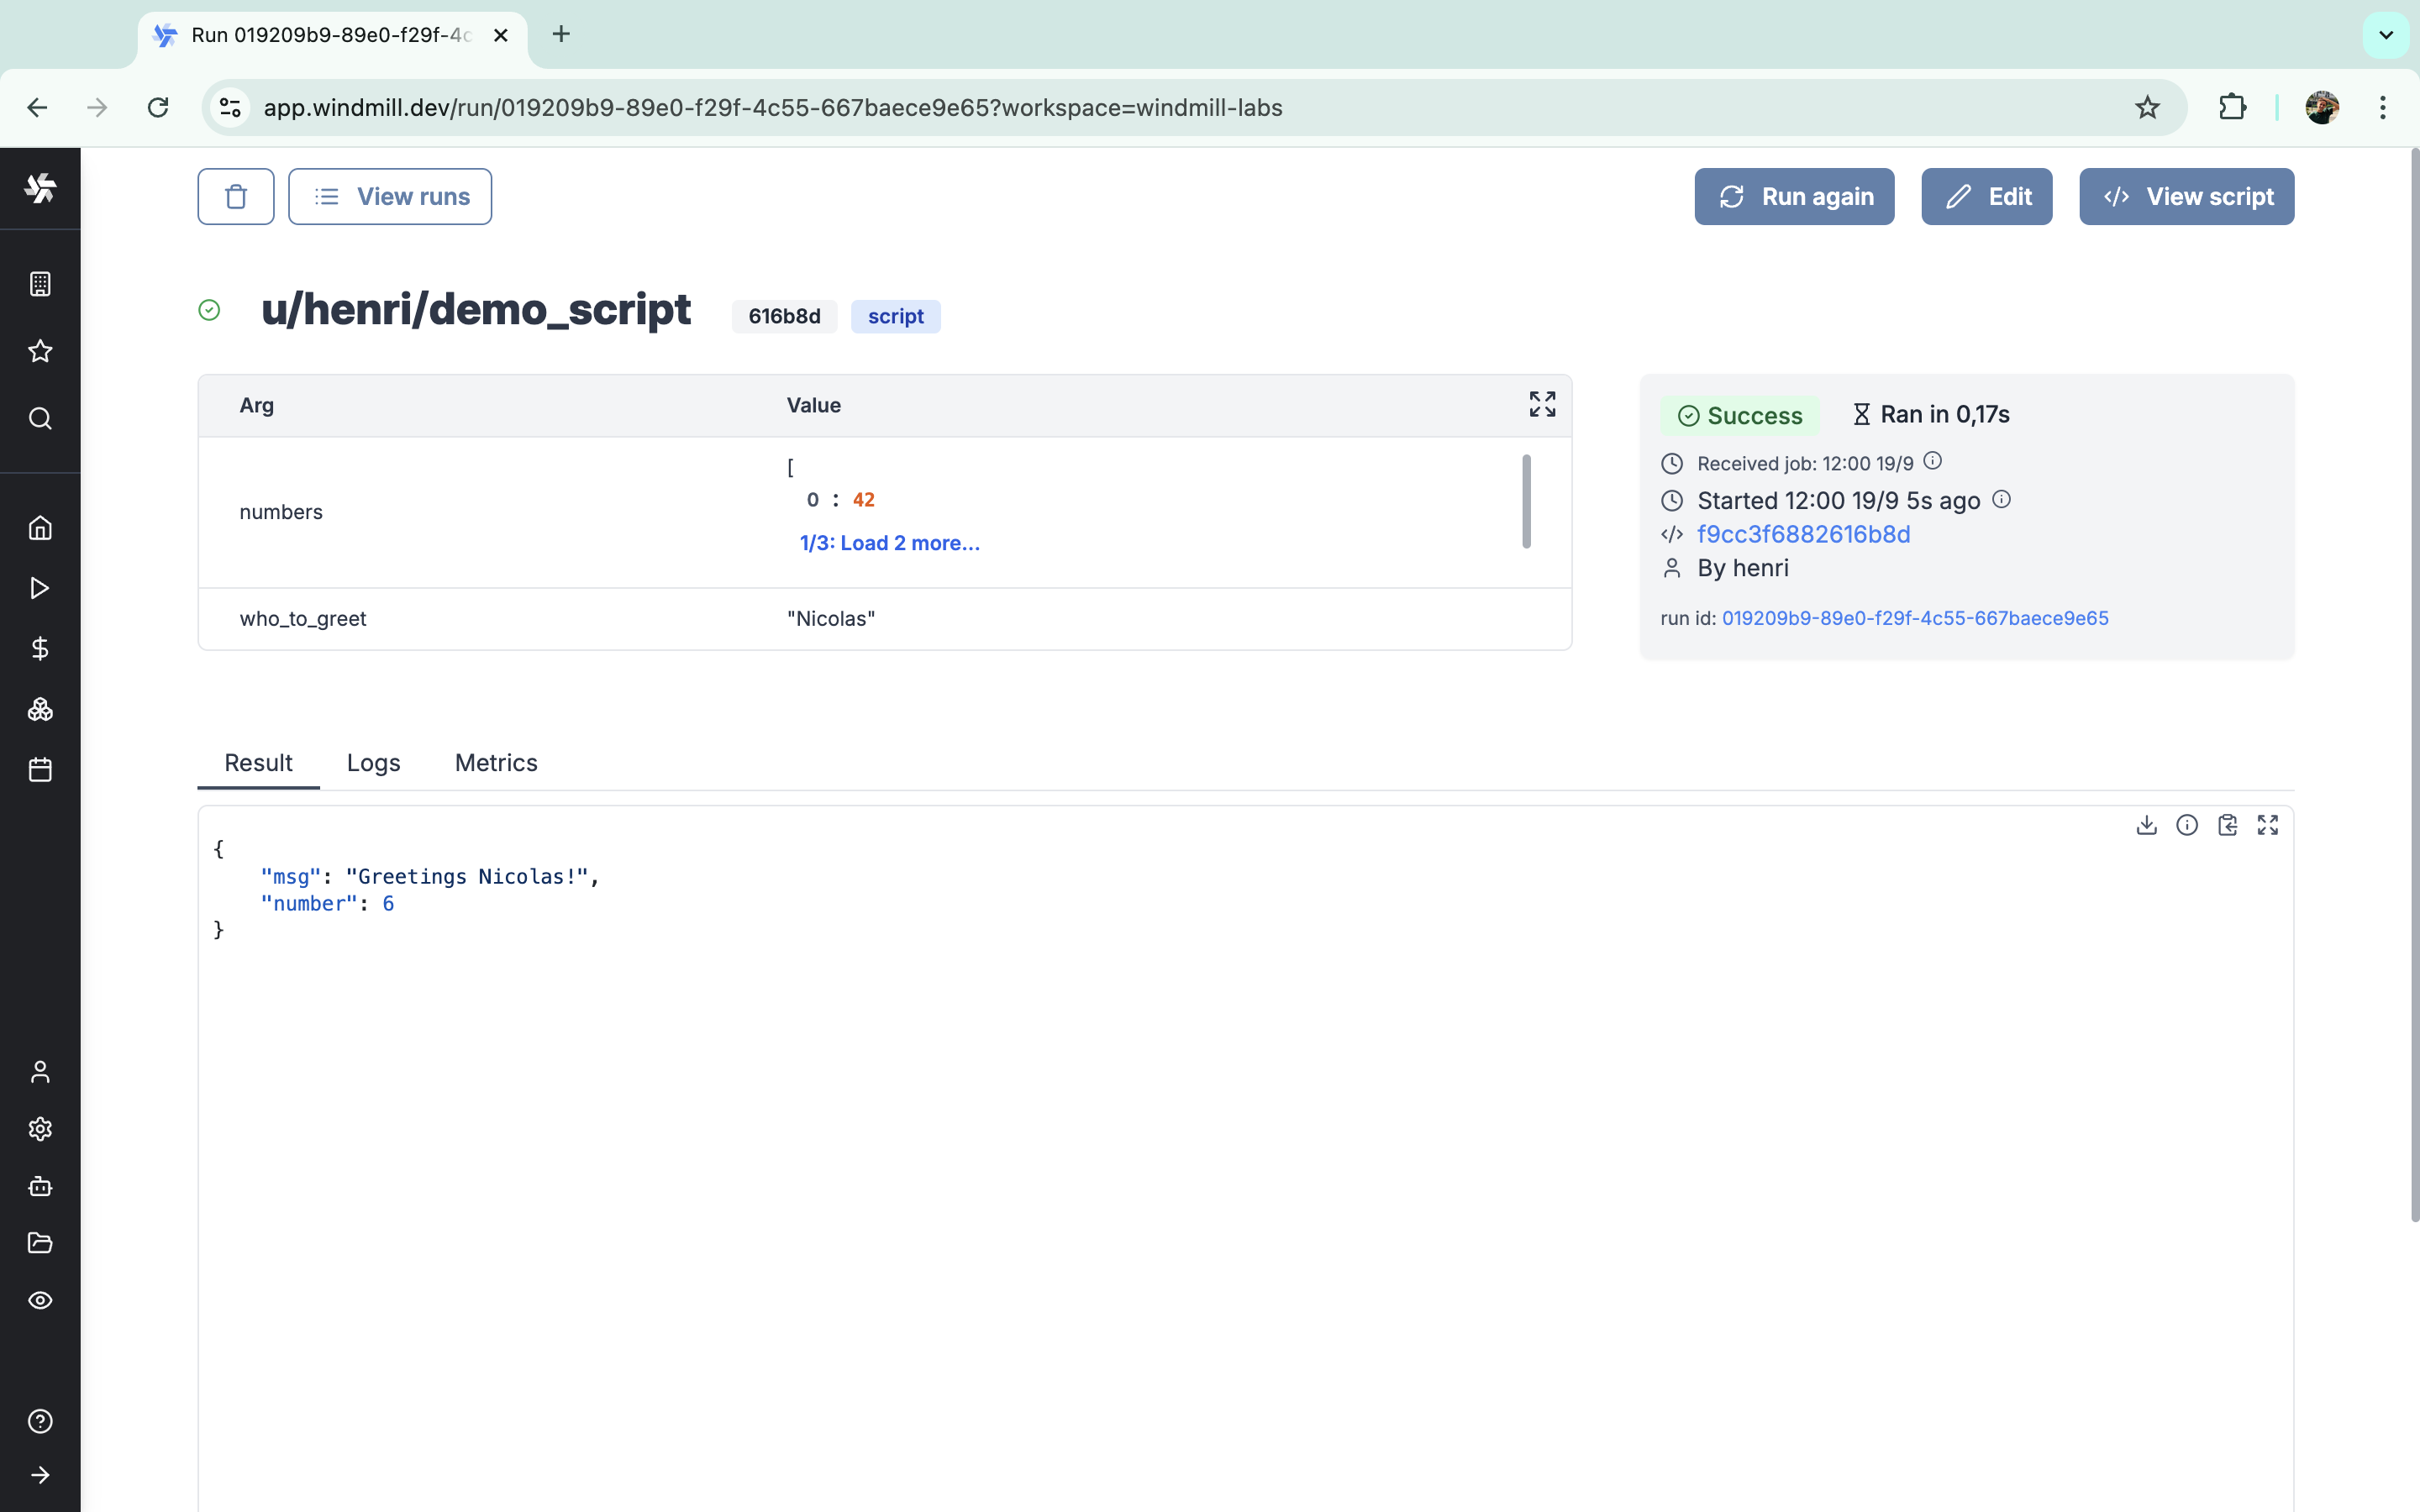 Run 019209b9-89e0-f29f-4c
app.windmill.dev/run/019209b9-89e0-f29f-4c55-667baece9e65?workspace=windmill-labs
View runs
Run again
Edit
View script
u/henri/demo_script 616b8d script
Arg Value
numbers
[
0 : 42
1/3: Load 2 more...
who_to_greet "Nicolas"
Success Ran in 0,17s
Received job: 12:00 19/9
Started 12:00 19/9 5s ago
f9cc3f6882616b8d
By henri
run id: 019209b9-89e0-f29f-4c55-667baece9e65
Result Logs Metrics
{
"msg": "Greetings Nicolas!",
"number": 6
}